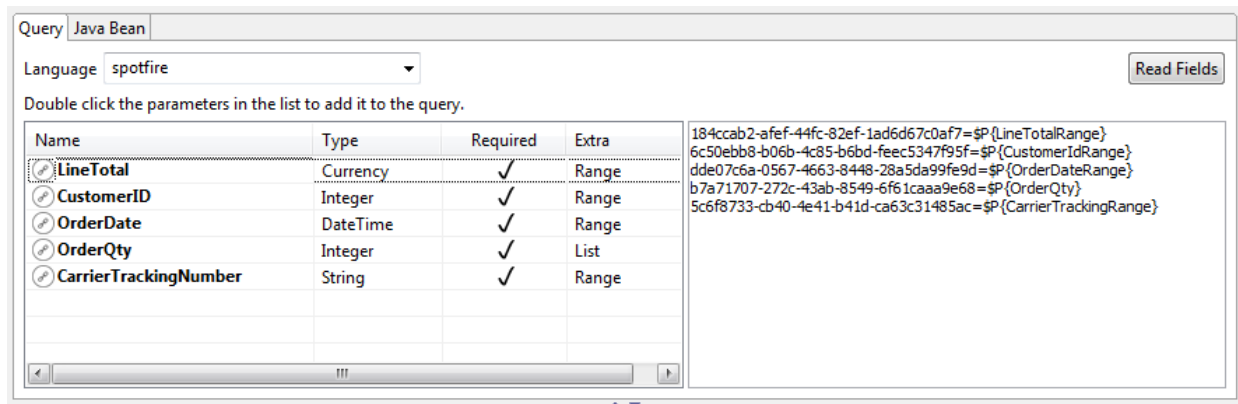 Query Java Bean
Language spotfire Read Fields
Double click the parameters in the list to add it to the query.
Name Type Required Extra
LineTotal Currency ✓ Range
CustomerID Integer ✓ Range
OrderDate DateTime ✓ Range
OrderQty Integer ✓ List
CarrierTrackingNumber String ✓ Range
184ccab2-afef-44fc-82ef-1ad6d67c0af7=$P{LineTotalRange}
6c50ebb8-b06b-4c85-b6bd-feec5347f95f=$P{CustomerIdRange}
dde07c6a-0567-4663-8448-28a5da99fe9d=$P{OrderDateRange}
b7a71707-272c-43ab-8549-6f61caaa9e68=$P{OrderQty}
5c6f8733-cb40-4e41-b41d-ca63c31485ac=$P{CarrierTrackingRange}